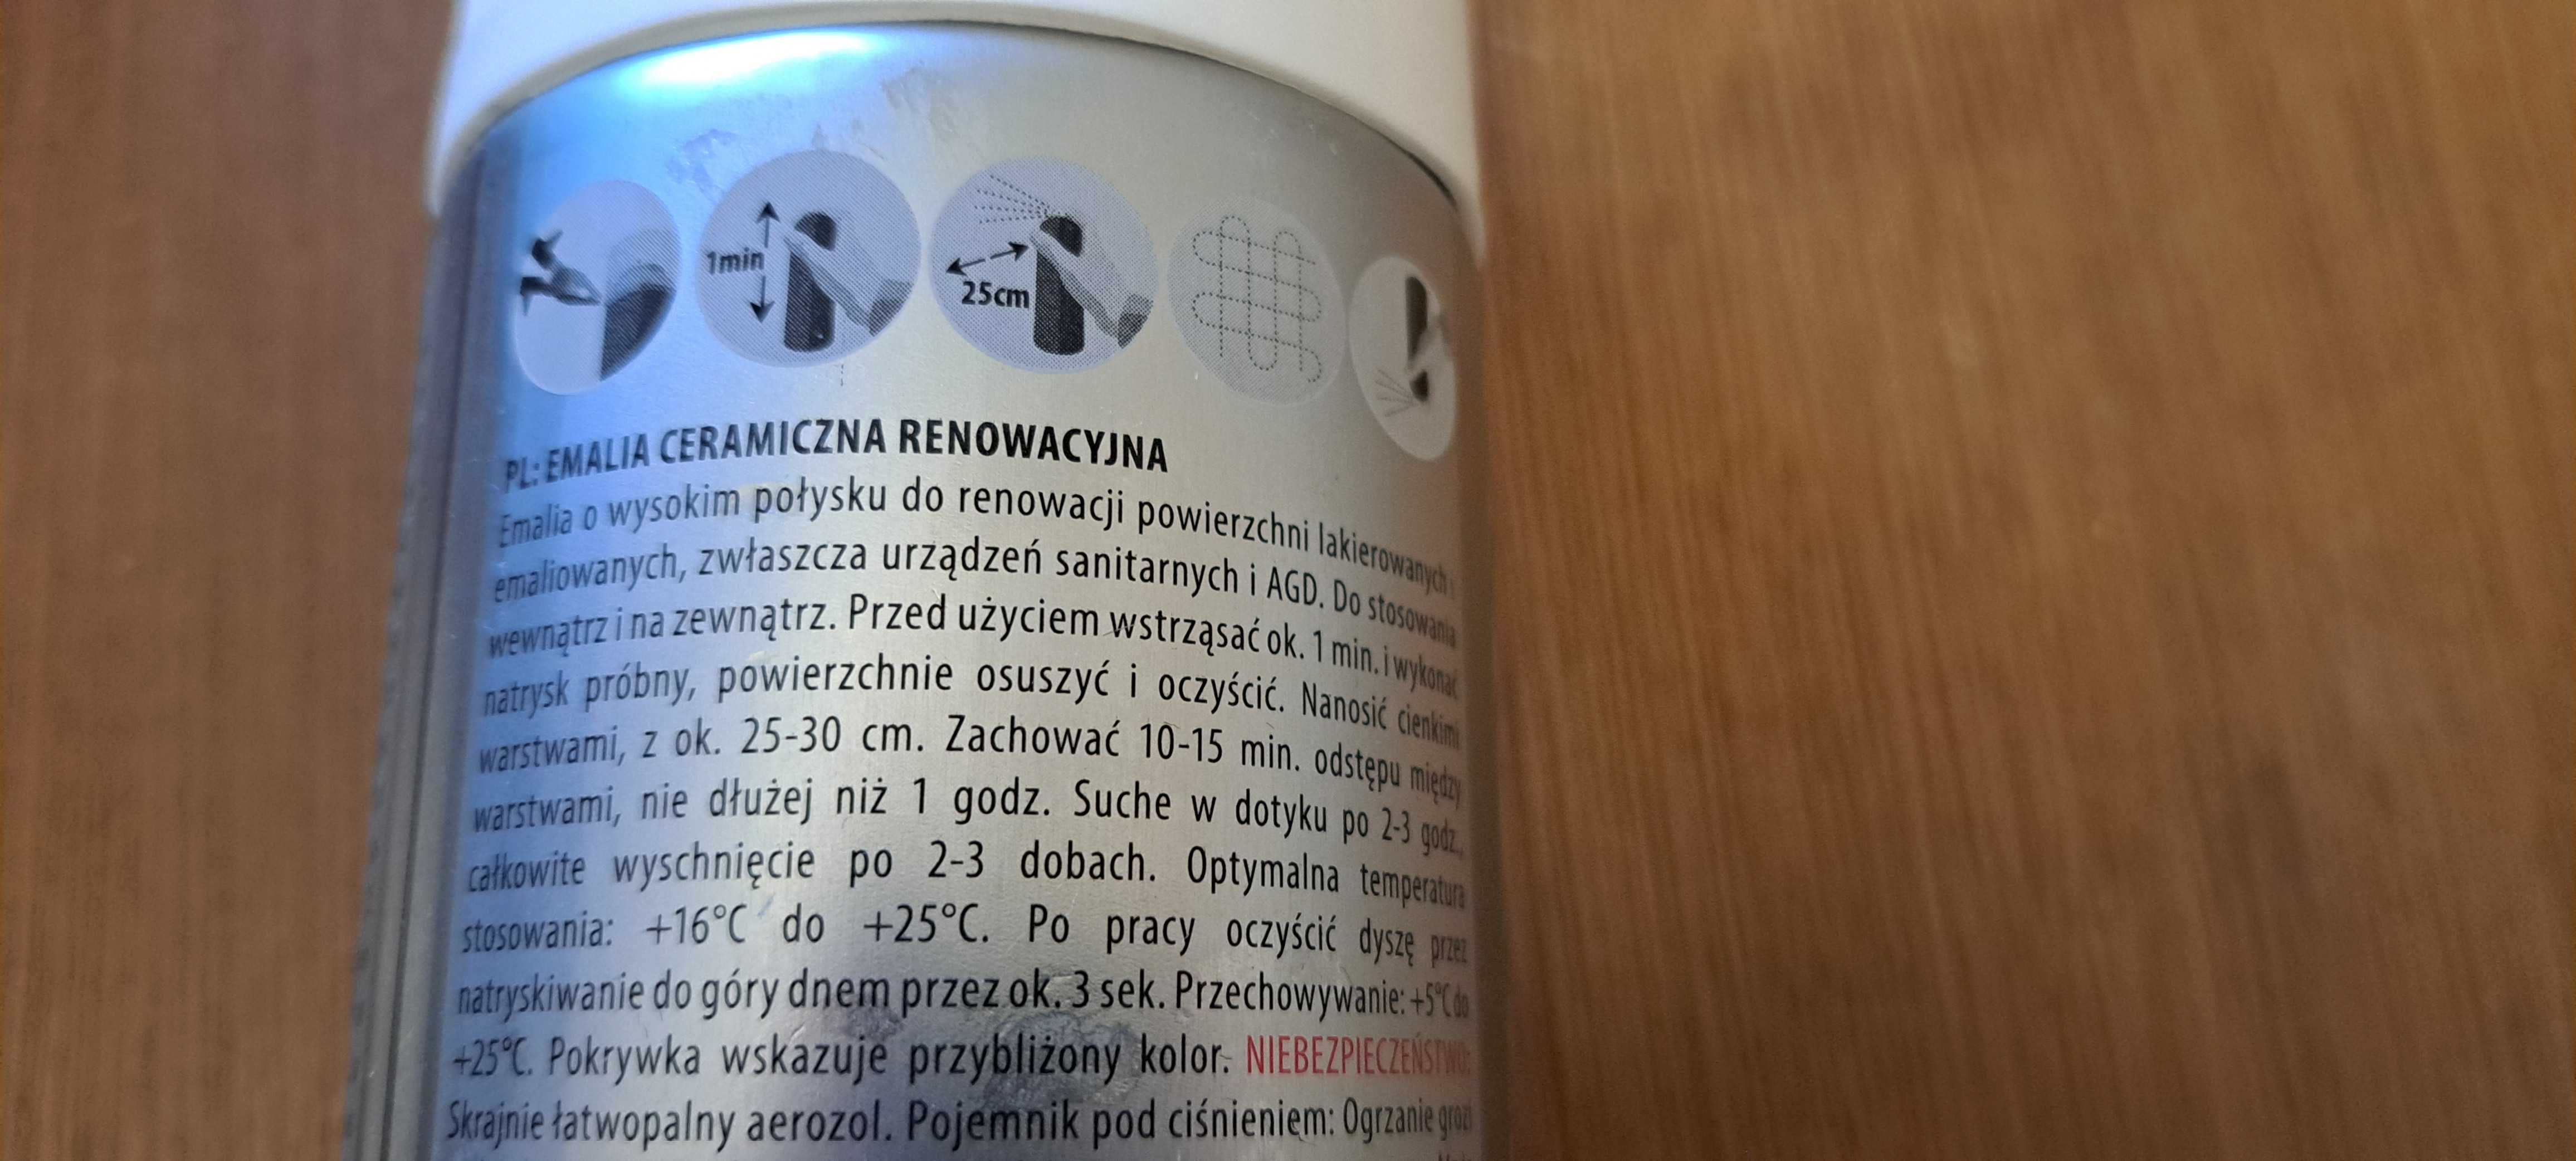 1min
25cm
PL: EMALIA CERAMICZNA RENOWACYJNA
Emalia o wysokim połysku do renowacji powierzchni lakierowanych i
emaliowanych, zwłaszcza urządzeń sanitarnych i AGD. Do stosowania
wewnątrz i na zewnątrz. Przed użyciem wstrząsać ok. 1 min. i wykonać
natrysk próbny, powierzchnie osuszyć i oczyścić. Nanosić cienkimi
warstwami, z ok. 25-30 cm. Zachować 10-15 min. odstępu między
warstwami, nie dłużej niż 1 godz. Suche w dotyku po 2-3 godz.,
całkowite wyschnięcie po 2-3 dobach. Optymalna temperatura
stosowania: +16°C do +25°C. Po pracy oczyścić dyszę przez
natryskiwanie do góry dnem przez ok. 3 sek. Przechowywanie: +5°C do
+25°C. Pokrywka wskazuje przybliżony kolor. NIEBEZPIECZEŃSTWO:
Skrajnie łatwopalny aerozol. Pojemnik pod ciśnieniem: Ogrzanie grozi